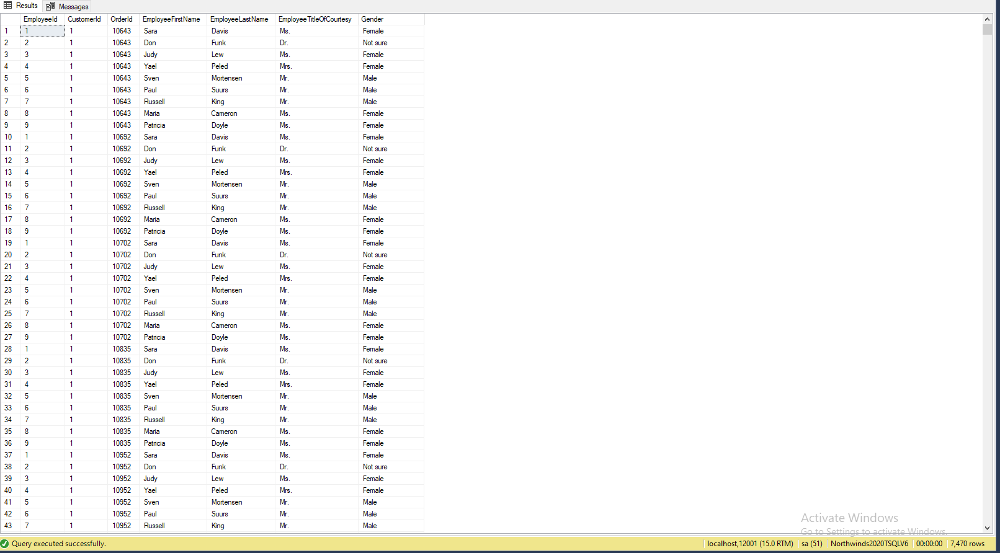 Results Messages
EmployeeId CustomerId OrderId EmployeeFirstName EmployeeLastName EmployeeTitleOfCourtesy Gender
1 1 1 10643 Sara Davis Ms. Female
2 2 1 10643 Don Funk Dr. Not sure
3 3 1 10643 Judy Lew Ms. Female
4 4 1 10643 Yael Peled Mrs. Female
5 5 1 10643 Sven Mortensen Mr. Male
6 6 1 10643 Paul Suurs Mr. Male
7 7 1 10643 Russell King Mr. Male
8 8 1 10643 Maria Cameron Ms. Female
9 9 1 10643 Patricia Doyle Ms. Female
10 1 1 10692 Sara Davis Ms. Female
11 2 1 10692 Don Funk Dr. Not sure
12 3 1 10692 Judy Lew Ms. Female
13 4 1 10692 Yael Peled Mrs. Female
14 5 1 10692 Sven Mortensen Mr. Male
15 6 1 10692 Paul Suurs Mr. Male
16 7 1 10692 Russell King Mr. Male
17 8 1 10692 Maria Cameron Ms. Female
18 9 1 10692 Patricia Doyle Ms. Female
19 1 1 10702 Sara Davis Ms. Female
20 2 1 10702 Don Funk Dr. Not sure
21 3 1 10702 Judy Lew Ms. Female
22 4 1 10702 Yael Peled Mrs. Female
23 5 1 10702 Sven Mortensen Mr. Male
24 6 1 10702 Paul Suurs Mr. Male
25 7 1 10702 Russell King Mr. Male
26 8 1 10702 Maria Cameron Ms. Female
27 9 1 10702 Patricia Doyle Ms. Female
28 1 1 10835 Sara Davis Ms. Female
29 2 1 10835 Don Funk Dr. Not sure
30 3 1 10835 Judy Lew Ms. Female
31 4 1 10835 Yael Peled Mrs. Female
32 5 1 10835 Sven Mortensen Mr. Male
33 6 1 10835 Paul Suurs Mr. Male
34 7 1 10835 Russell King Mr. Male
35 8 1 10835 Maria Cameron Ms. Female
36 9 1 10835 Patricia Doyle Ms. Female
37 1 1 10952 Sara Davis Ms. Female
38 2 1 10952 Don Funk Dr. Not sure
39 3 1 10952 Judy Lew Ms. Female
40 4 1 10952 Yael Peled Mrs. Female
41 5 1 10952 Sven Mortensen Mr. Male
42 6 1 10952 Paul Suurs Mr. Male
43 7 1 10952 Russell King Mr. Male
Activate Windows
Go to Settings to activate Windows.
Query executed successfully. localhost,12001 (15.0 RTM) sa (51) Northwinds2020TSQLV6 00:00:00 7,470 rows